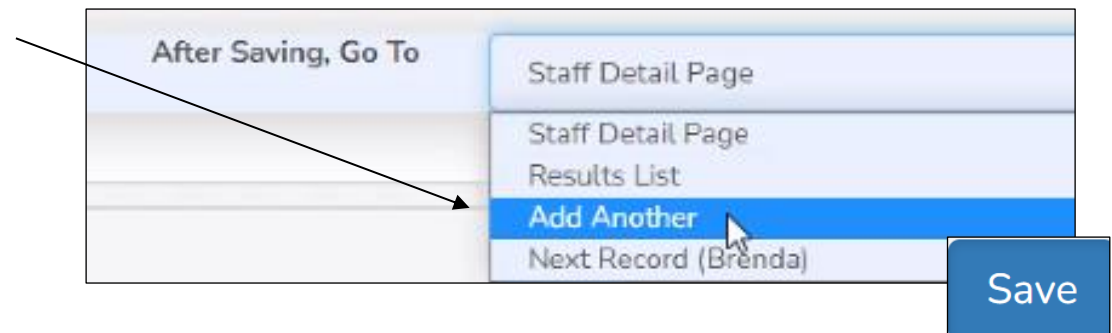 After Saving, Go To
Staff Detail Page
Staff Detail Page
Results List
Add Another
Next Record (Brenda)
Save